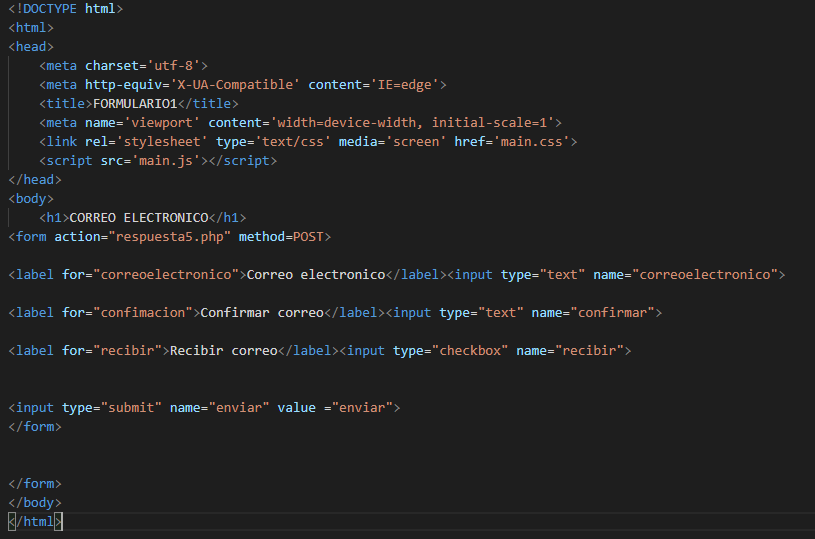 <!DOCTYPE html>
<html>
<head>
    <meta charset='utf-8'>
    <meta http-equiv='X-UA-Compatible' content='IE=edge'>
    <title>FORMULARIO1</title>
    <meta name='viewport' content='width=device-width, initial-scale=1'>
    <link rel='stylesheet' type='text/css' media='screen' href='main.css'>
    <script src='main.js'></script>
</head>
<body>
    <h1>CORREO ELECTRONICO</h1>
<form action="respuesta5.php" method=POST>
<label for="correoelectronico">Correo electronico</label><input type="text" name="correoelectronico">
<label for="confimacion">Confirmar correo</label><input type="text" name="confirmar">
<label for="recibir">Recibir correo</label><input type="checkbox" name="recibir">
<input type="submit" name="enviar" value ="enviar">
</form>
</form>
</body>
</html>